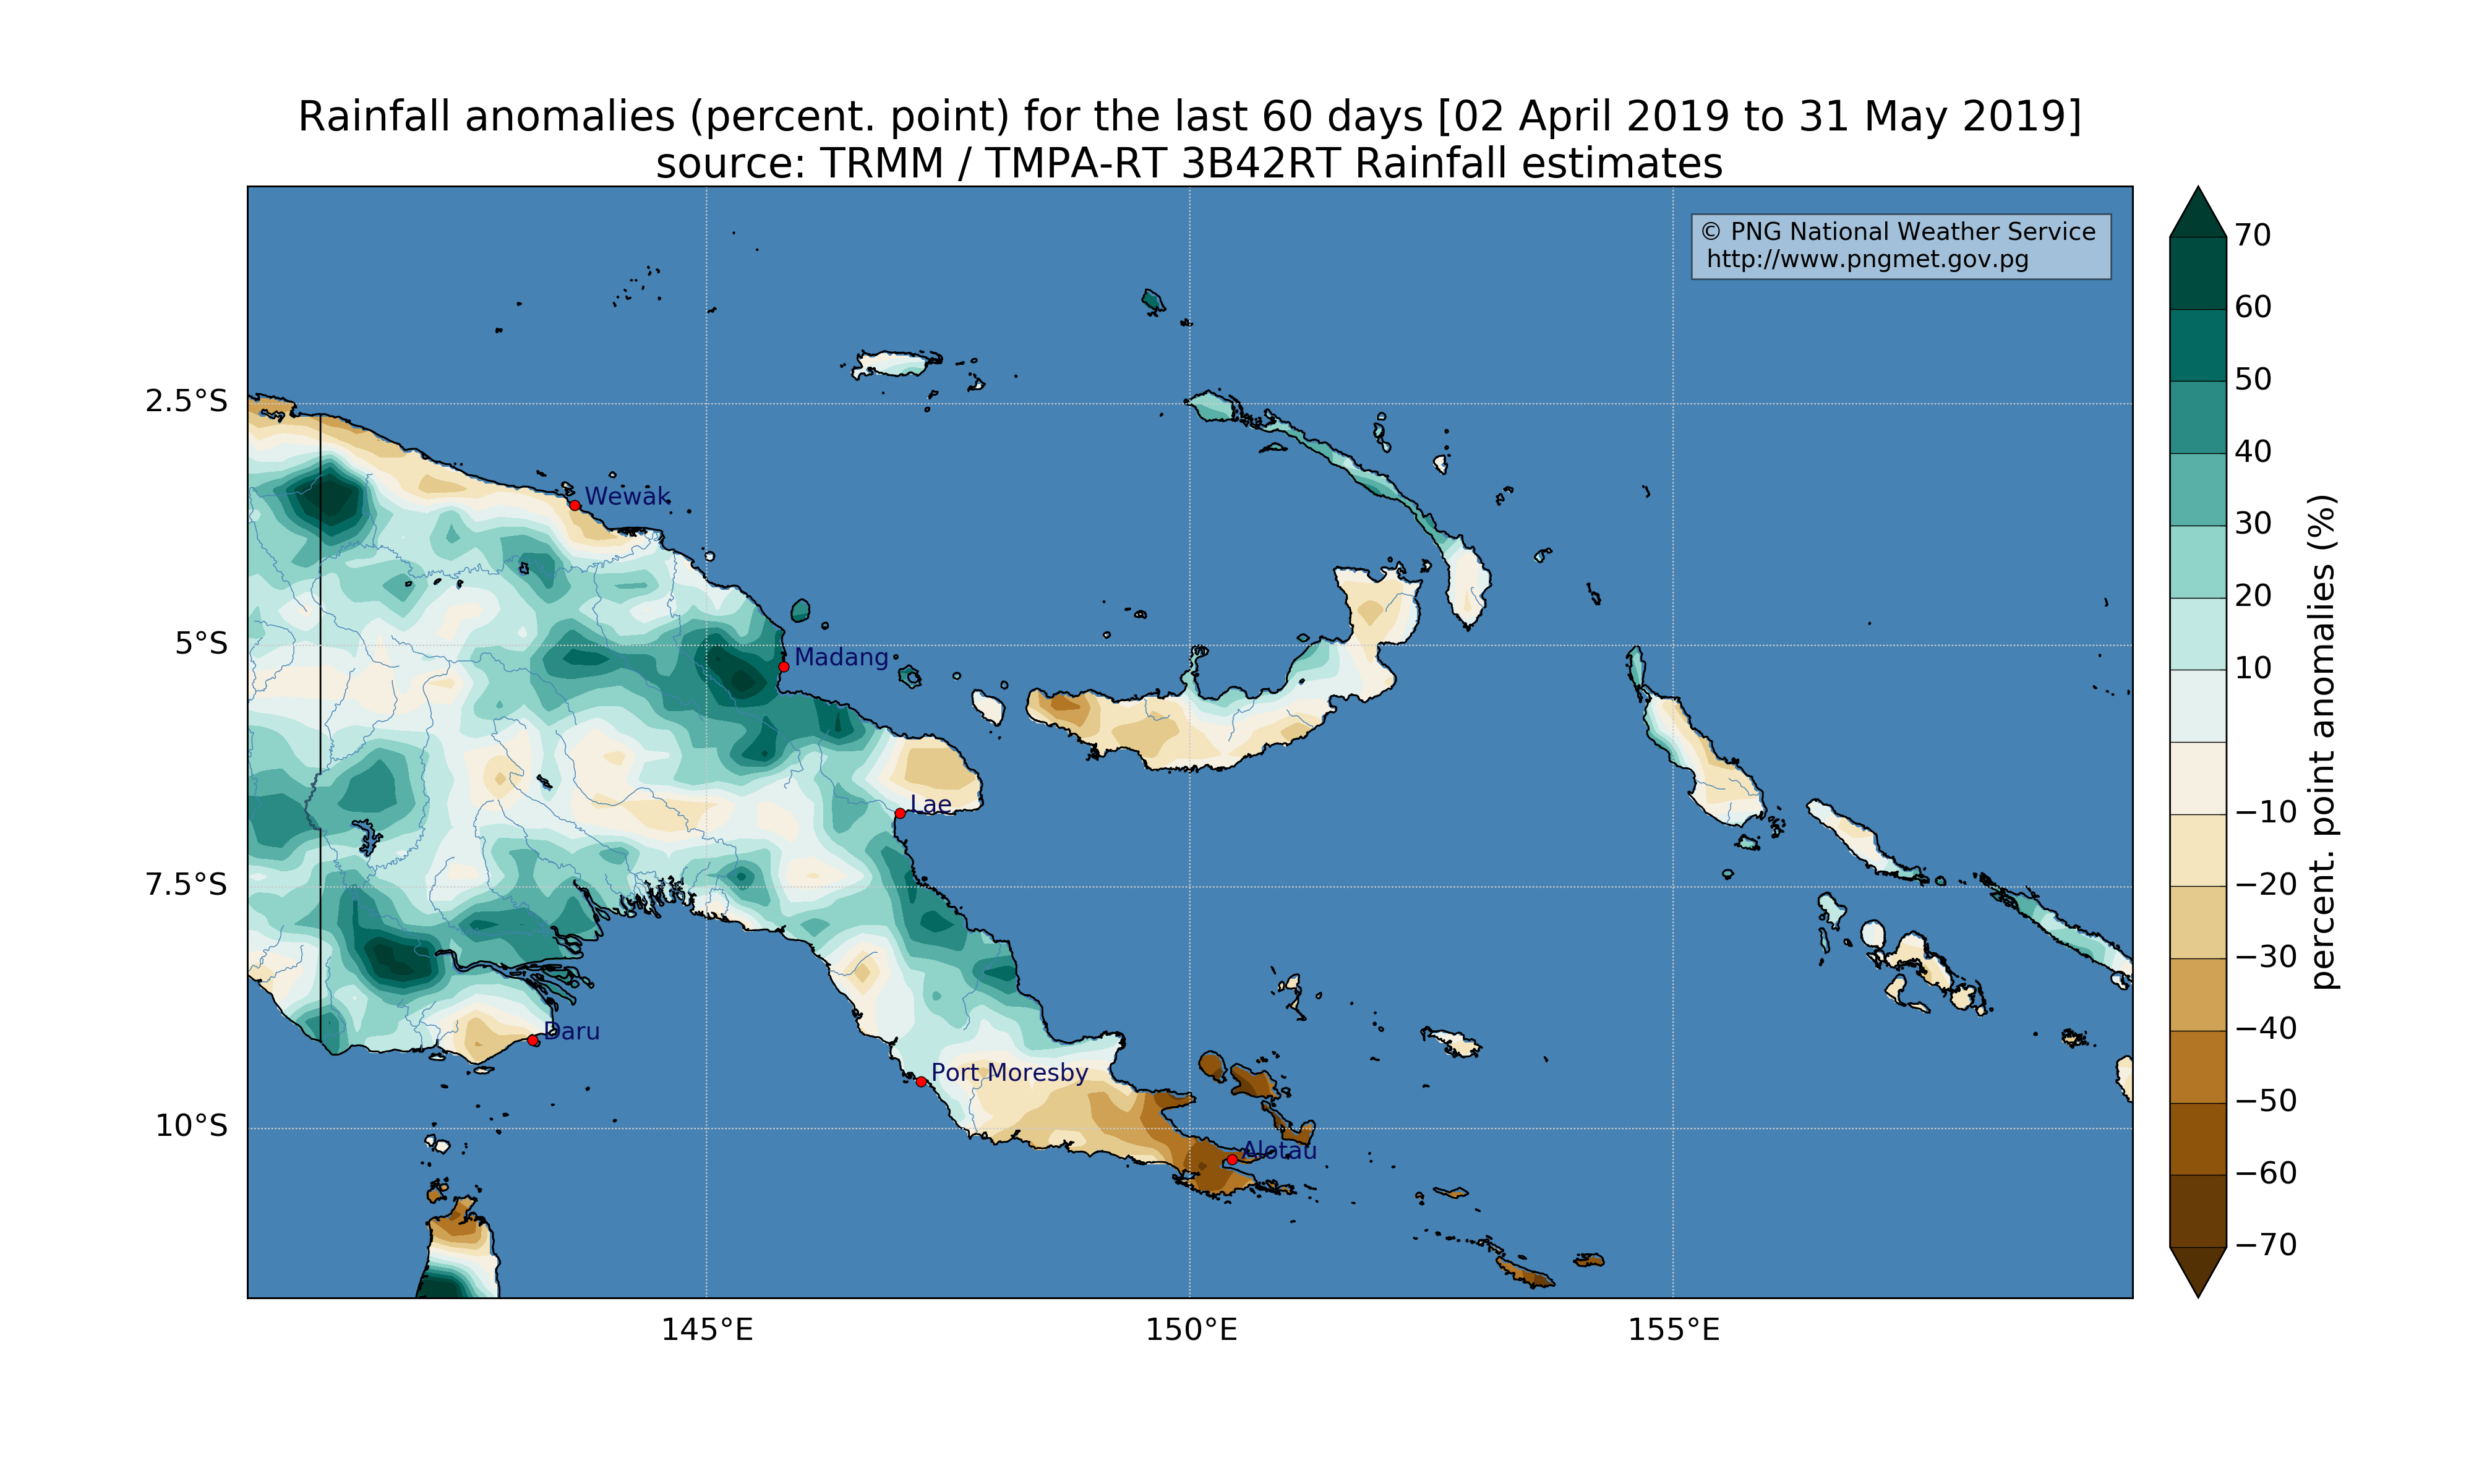 Rainfall anomalies (percent. point) for the last 60 days [02 April 2019 to 31 May 2019]
source: TRMM / TMPA-RT 3B42RT Rainfall estimates
© PNG National Weather Service
http://www.pngmet.gov.pg
2.5°S
5°S
7.5°S
10°S
Wewak
Madang
Lae
Daru
Port Moresby
Alotau
145°E
150°E
155°E
70
60
50
40
30
20
10
−10
−20
−30
−40
−50
−60
−70
percent. point anomalies (%)